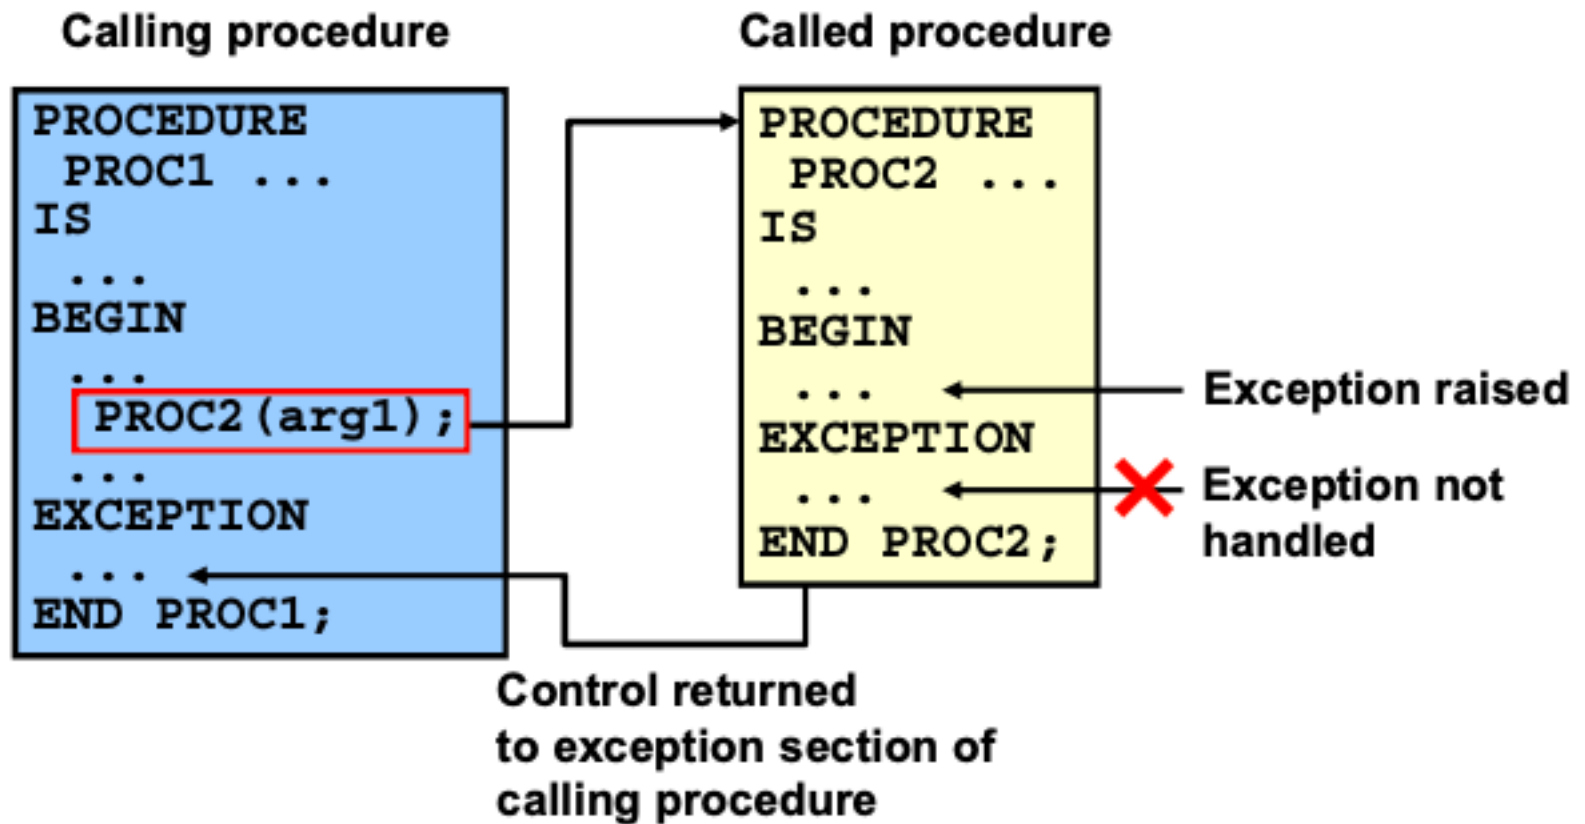 Calling procedure
PROCEDURE
PROC1 ...
IS
...
BEGIN
...
PROC2(arg1);
...
EXCEPTION
...
END PROC1;
Called procedure
PROCEDURE
PROC2 ...
IS
...
BEGIN
...
EXCEPTION
...
END PROC2;
Exception raised
Exception not
handled
Control returned
to exception section of
calling procedure